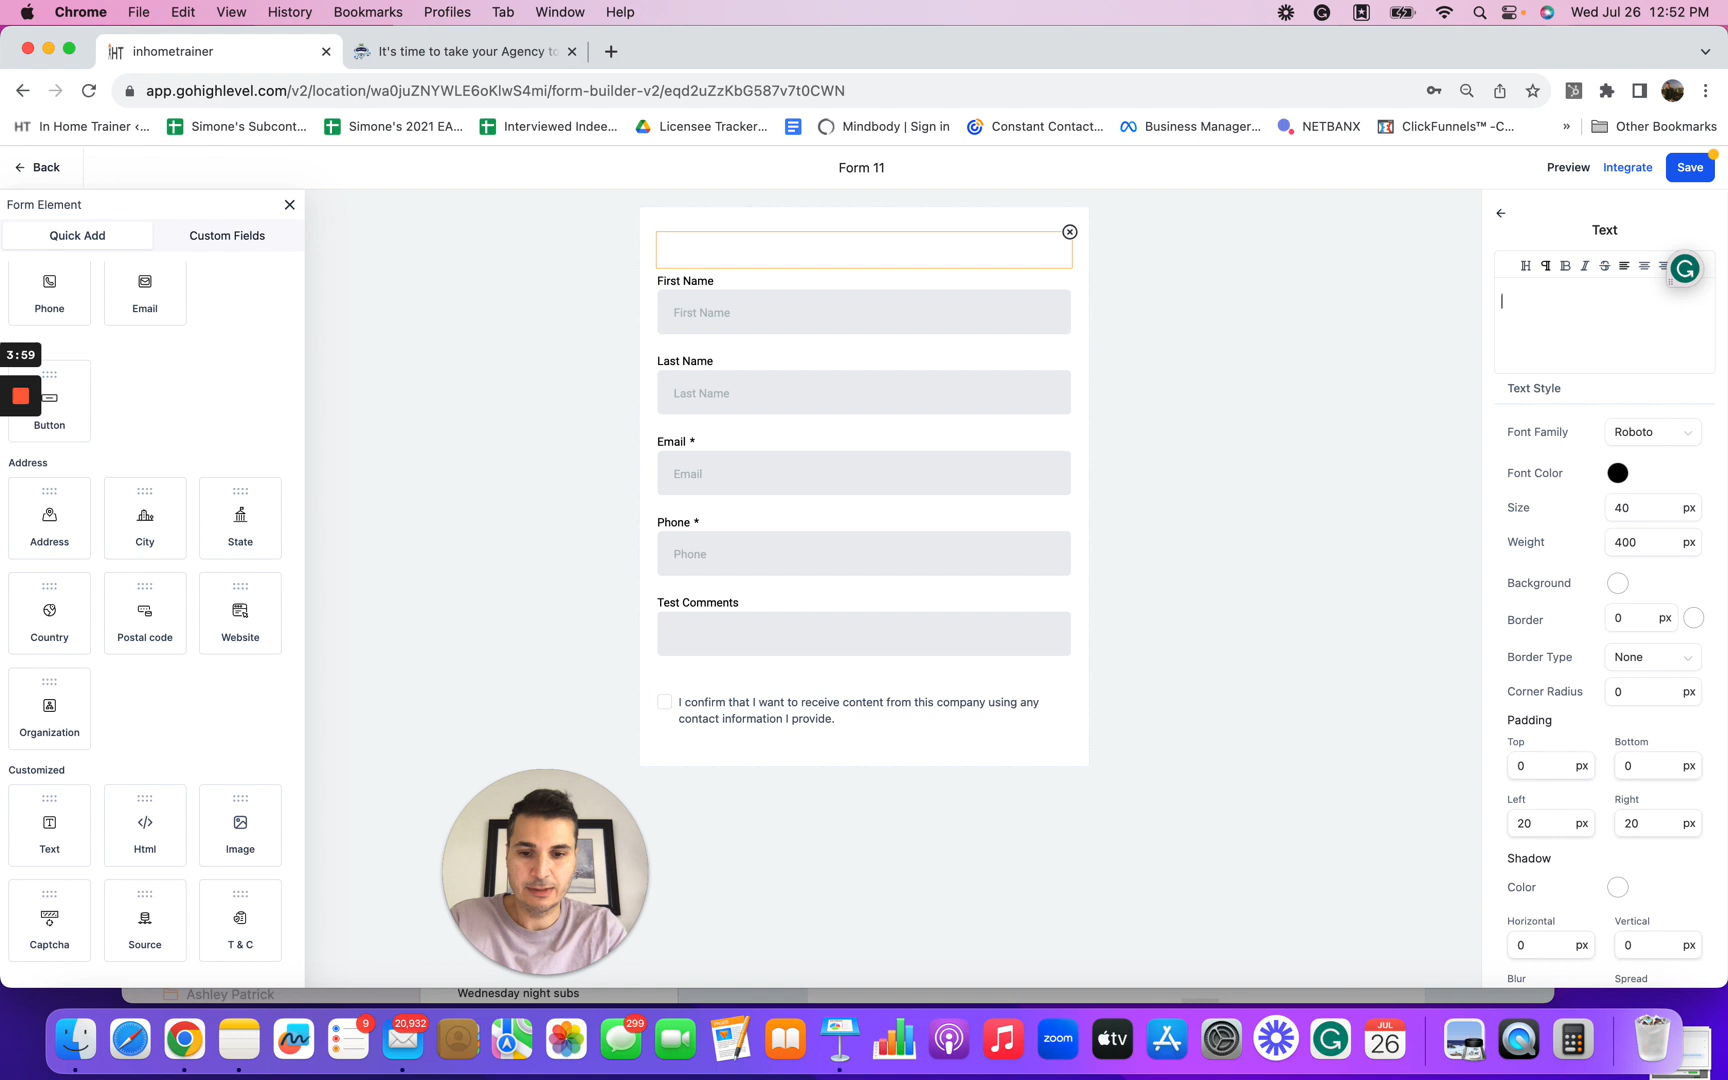 Chrome File Edit View History Bookmarks Profiles Tab Window Help Wed Jul 26 12:52 PM
inhometrainer It's time to take your Agency to
app.gohighlevel.com/v2/location/wa0juZNYWLE6oKlwS4mi/form-builder-v2/eqd2uZzKbG587v7t0CWN
HT In Home Trainer ‹... Simone's Subcont... Simone's 2021 EA... Interviewed Indee... Licensee Tracker... Mindbody | Sign in Constant Contact... Business Manager... NETBANX ClickFunnels™ -C... » Other Bookmarks
Back Form 11 Preview Integrate Save
Form Element
Quick Add Custom Fields
Phone Email
3:59
Button
Address
Address City State
Country Postal code Website
Organization
Customized
Text Html Image
Captcha Source T & C
First Name
First Name
Last Name
Last Name
Email *
Email
Phone *
Phone
Test Comments
I confirm that I want to receive content from this company using any
contact information I provide.
Text
Text Style
Font Family Roboto
Font Color
Size 40 px
Weight 400 px
Background
Border 0 px
Border Type None
Corner Radius 0 px
Padding
Top Bottom
0 px 0 px
Left Right
20 px 20 px
Shadow
Color
Horizontal Vertical
0 px 0 px
Blur Spread
Ashley Patrick Wednesday night subs
9 20,932 299 zoom tv JUL 26